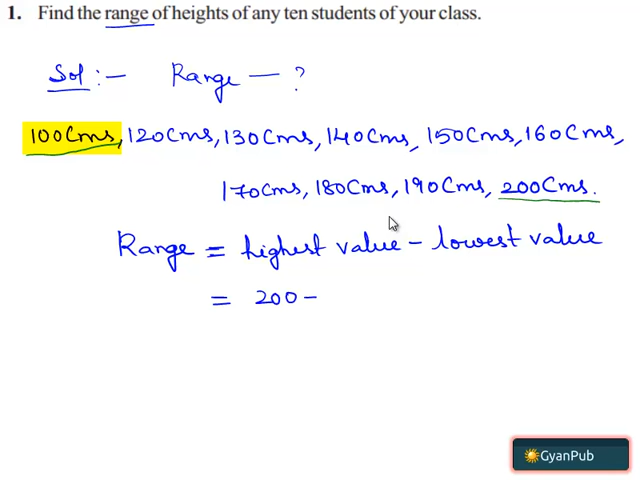 1. Find the range of heights of any ten students of your class.
Sol :- Range — ?
100Cms, 120Cms, 130Cms, 140Cms, 150Cms, 160Cms,
170Cms, 180Cms, 190Cms, 200Cms.
Range = highest value - lowest value
= 200 -
GyanPub